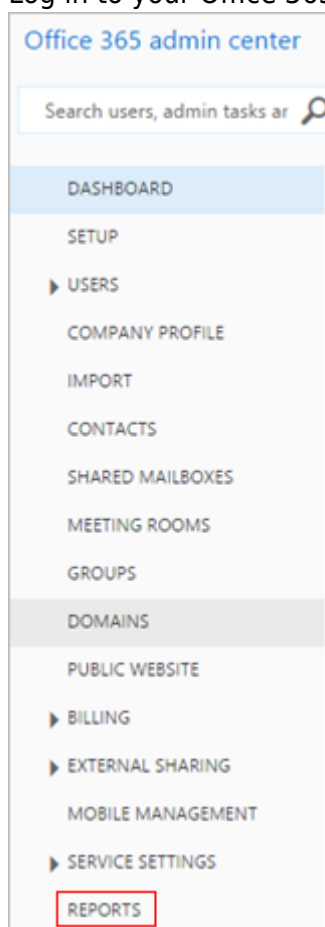 Log in to your Office 365
Office 365 admin center
Search users, admin tasks ar
DASHBOARD
SETUP
USERS
COMPANY PROFILE
IMPORT
CONTACTS
SHARED MAILBOXES
MEETING ROOMS
GROUPS
DOMAINS
PUBLIC WEBSITE
BILLING
EXTERNAL SHARING
MOBILE MANAGEMENT
SERVICE SETTINGS
REPORTS